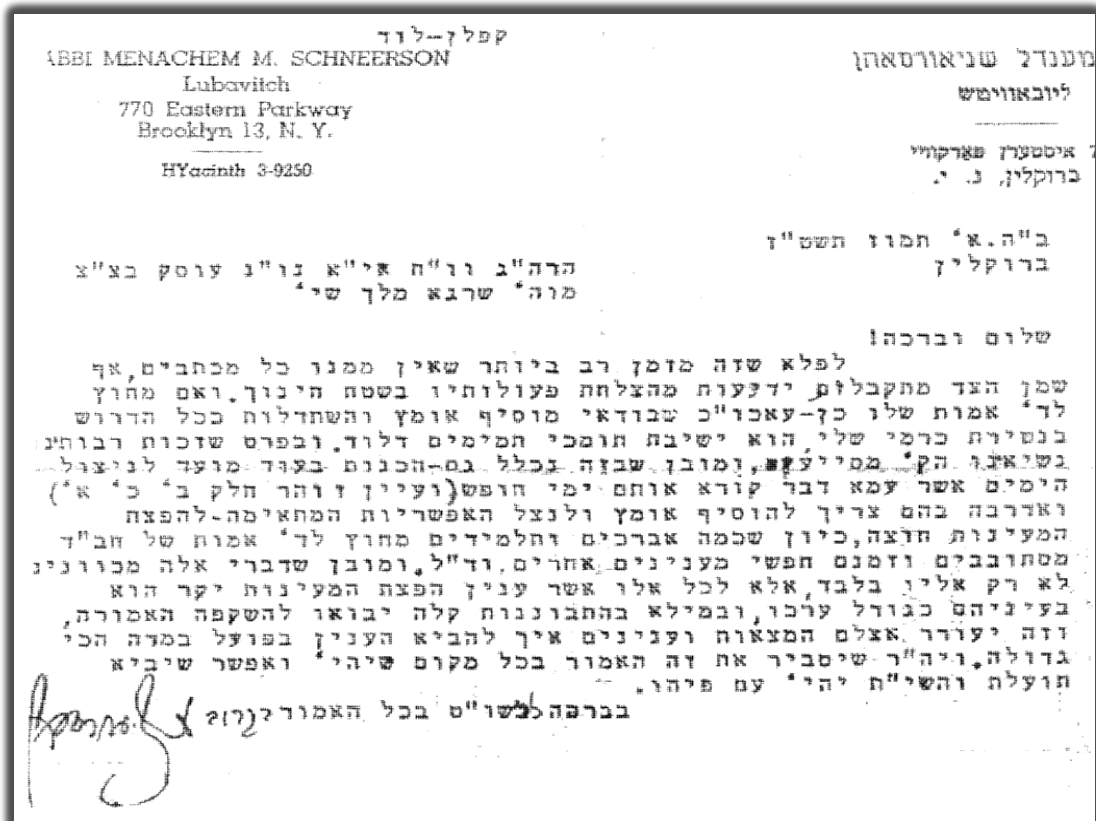 קפלן-לוד
ABBI MENACHEM M. SCHNEERSON
Lubavitch
770 Eastern Parkway
Brooklyn 13, N. Y.
HYacinth 3-9250
מענדל שניאורסאהן
ליובאוויטש
איסטערן פארקוויי
ברוקלין, נ. י.
ב"ה. א' תמוז תשט"ז
ברוקלין
הרה"ג וו"ח אי"א נו"נ עוסק בצ"צ
מוה' שרגא מלך שי'
שלום וברכה!
לפלא שזה מזמן רב ביותר שאין ממנו כל מכתבים, אף
שמן הצד מתקבלות ידיעות מהצלחת פעולותיו בשטח חינוך. ואם מחוץ
לד' אמות שלו כן-עאכו"כ שבודאי מוסיף אומץ והשתדלות בכל הדרוש
בנטירת כרמי שלי, הוא ישיבת תומכי תמימים דלוד. ובפרט שזכות רבותינו
נשיאנו הק' מסייע, ומובן שבזה נכלל גם-הכנות בעוד מועד לניצול
הימים אשר עמא דבר קורא אותם ימי חופש (ועיין זוהר חלק ב' כ' א')
ואדרבה בהם צריך להוסיף אומץ ולנצל האפשריות המתאימה-להפצת
המעינות חוצה, כיון שכמה אברכים ותלמידים מחוץ לד' אמות של חב"ד
מסתובבים וזמנם חפשי מענינים אחרים, וד"ל. ומובן שדברי אלה מכוונים
לא רק אליו בלבד, אלא לכל אלו אשר ענין הפצת המעינות יקר הוא
בעיניהם כגודל ערכו, ובמילא בהתבוננות קלה יבואו להשקפה האמורה,
וזה יעורר אצלם המצאות וענינים איך להביא הענין בפועל במדה הכי
גדולה. ויה"ר שיסביר את זה האמור בכל מקום שיהי' ואפשר שיביא
תועלת והשי"ת יהי' עם פיהו.
בברכה לבשו"ט בכל האמור